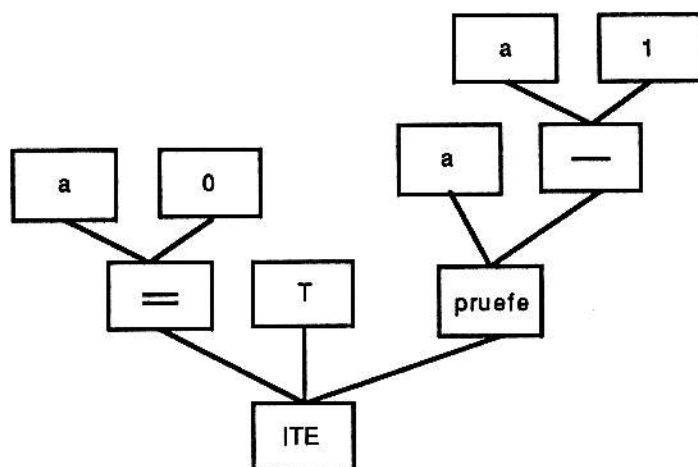 a 1
a —
a 0
= T pruefe
ITE